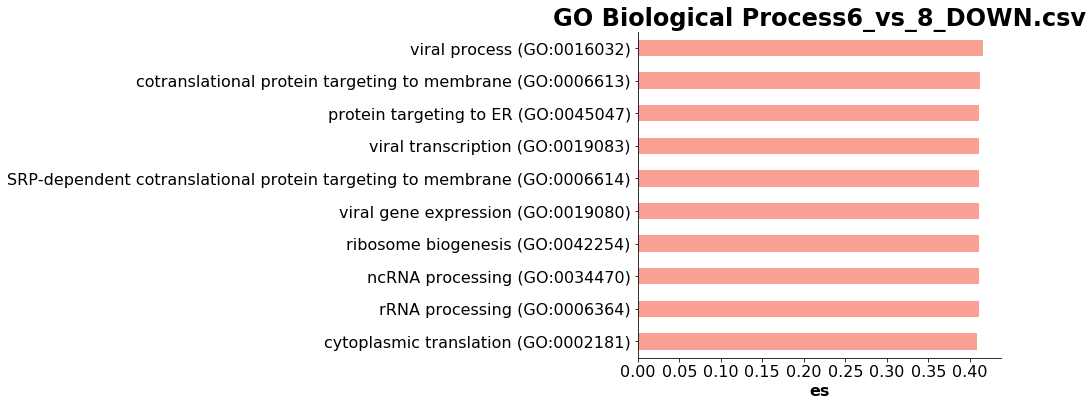 GO Biological Process6_vs_8_DOWN.csv
viral process (GO:0016032)
cotranslational protein targeting to membrane (GO:0006613)
protein targeting to ER (GO:0045047)
viral transcription (GO:0019083)
SRP-dependent cotranslational protein targeting to membrane (GO:0006614)
viral gene expression (GO:0019080)
ribosome biogenesis (GO:0042254)
ncRNA processing (GO:0034470)
rRNA processing (GO:0006364)
cytoplasmic translation (GO:0002181)
0.00 0.05 0.10 0.15 0.20 0.25 0.30 0.35 0.40
es